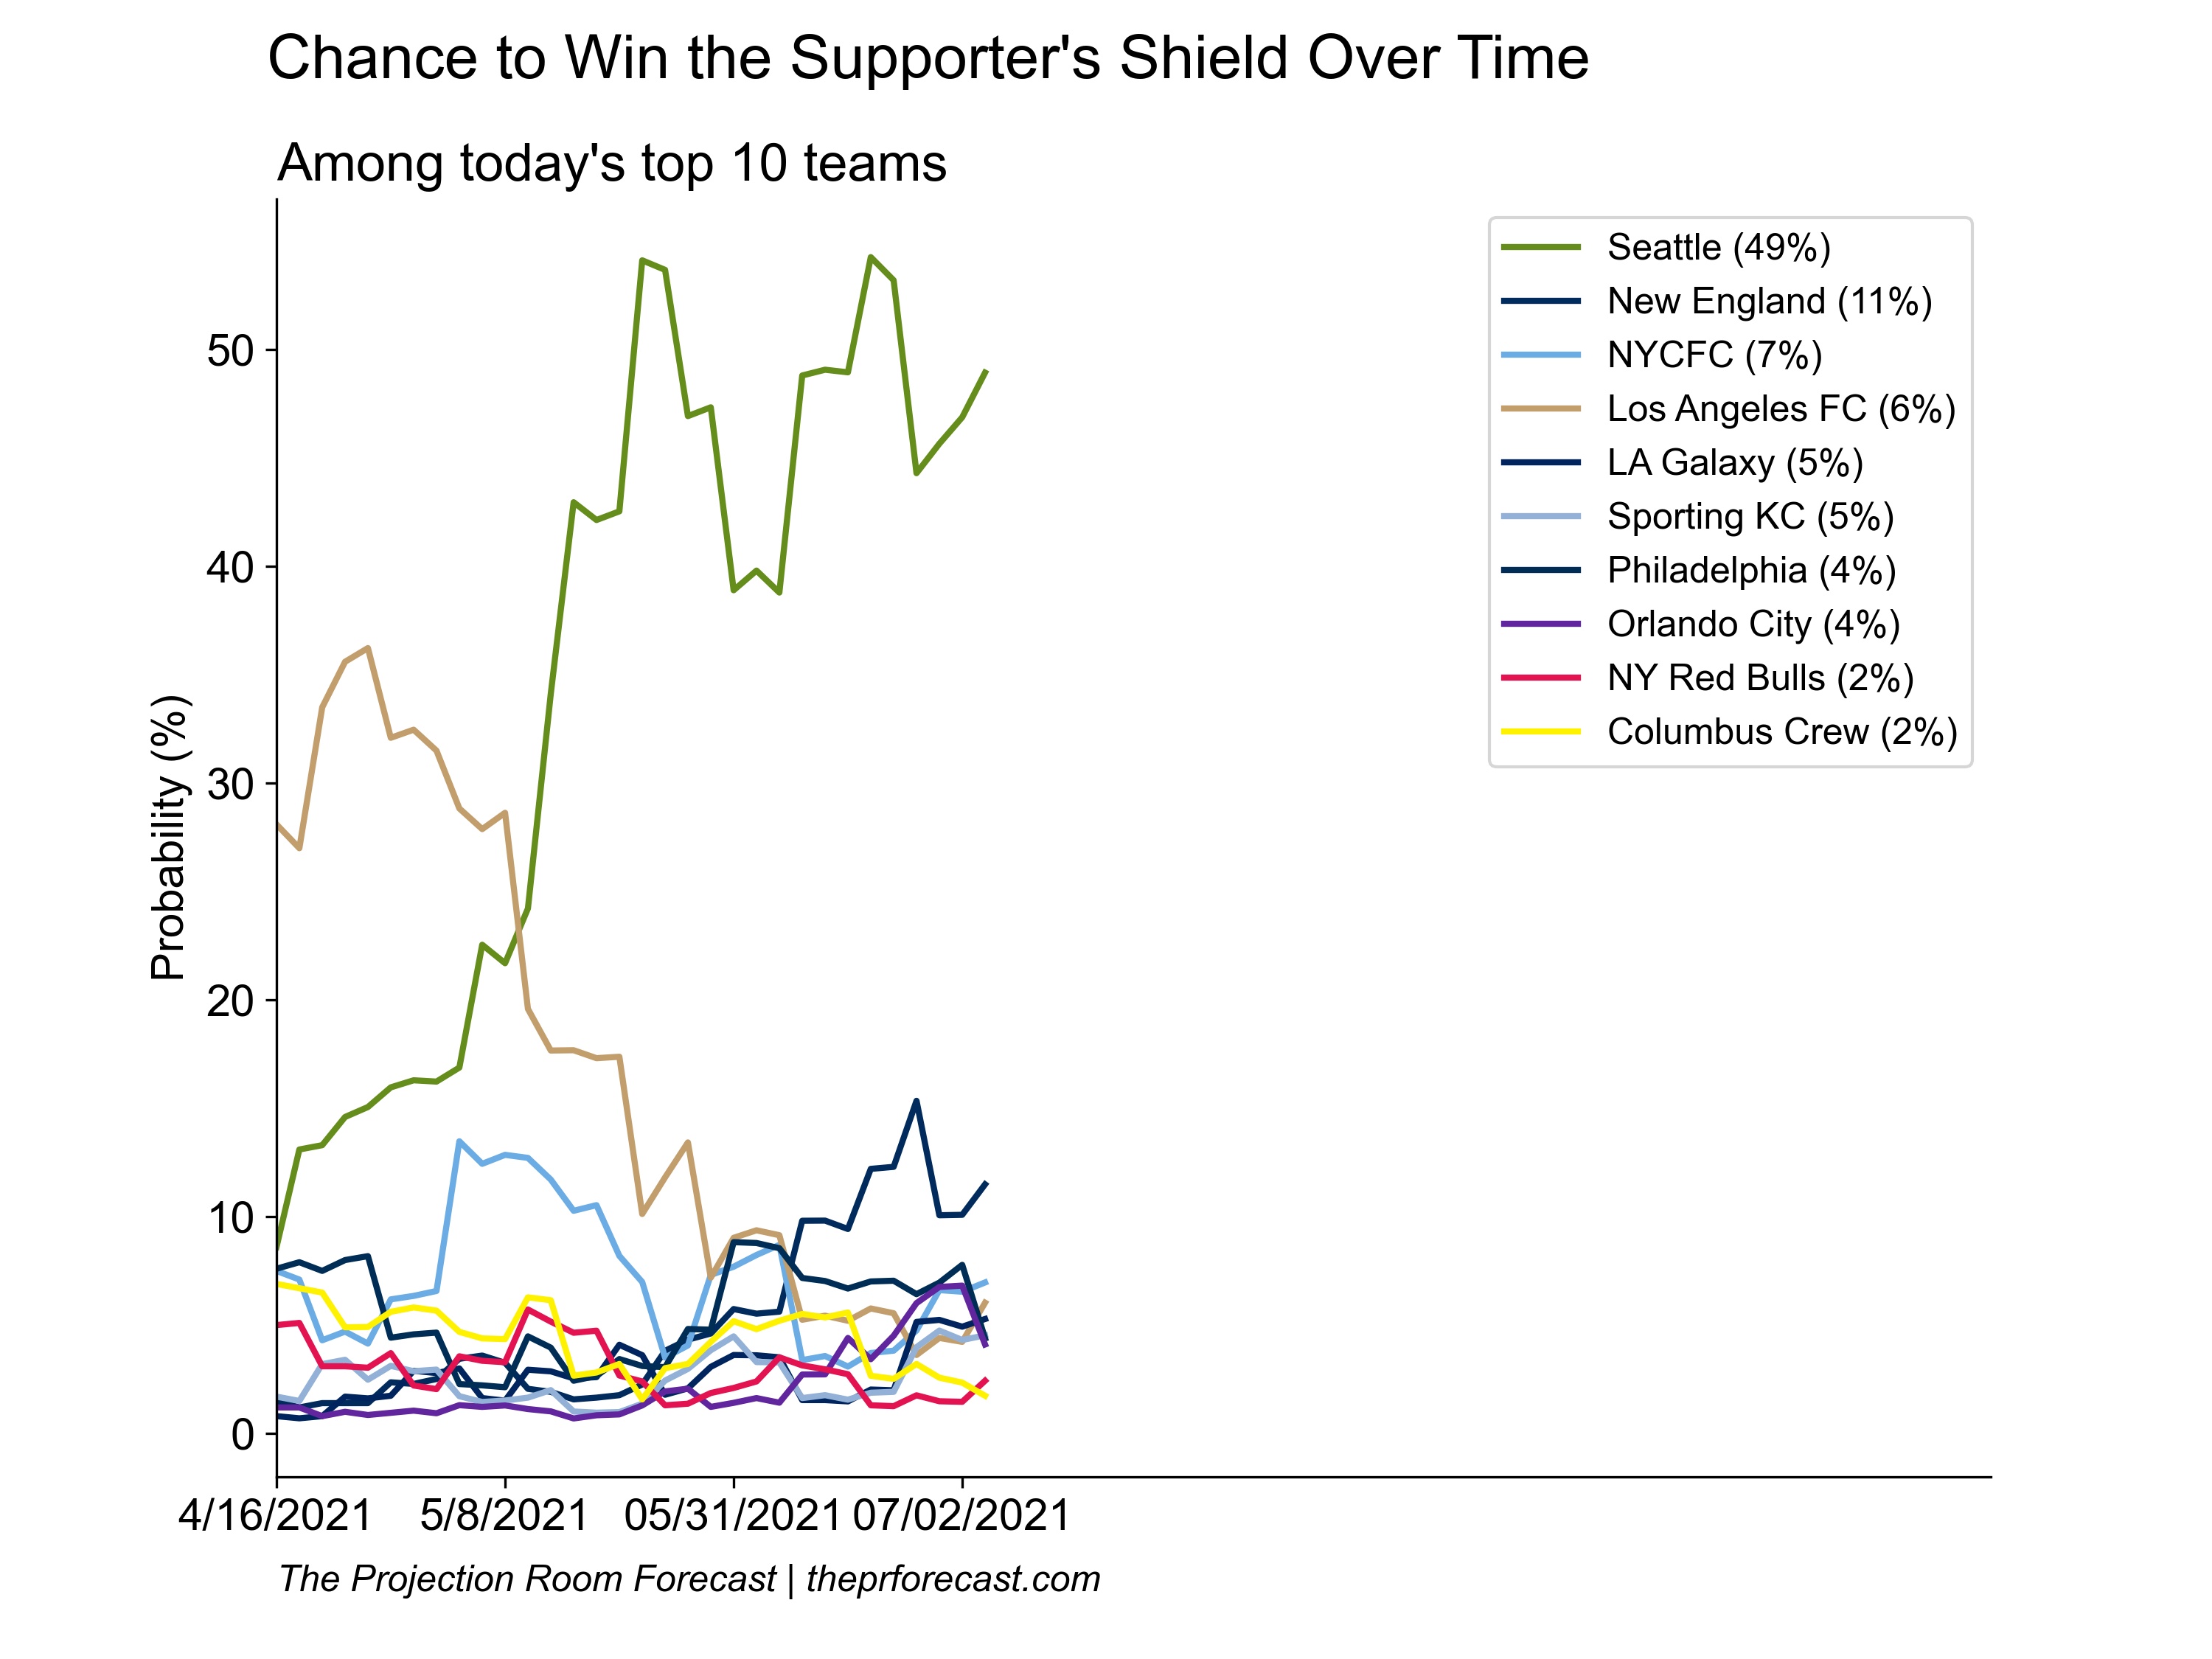 Chance to Win the Supporter's Shield Over Time
Among today's top 10 teams
Seattle (49%)
New England (11%)
NYCFC (7%)
Los Angeles FC (6%)
LA Galaxy (5%)
Sporting KC (5%)
Philadelphia (4%)
Orlando City (4%)
NY Red Bulls (2%)
Columbus Crew (2%)
Probability (%)
50
40
30
20
10
0
4/16/2021 5/8/2021 05/31/2021 07/02/2021
The Projection Room Forecast | theprforecast.com